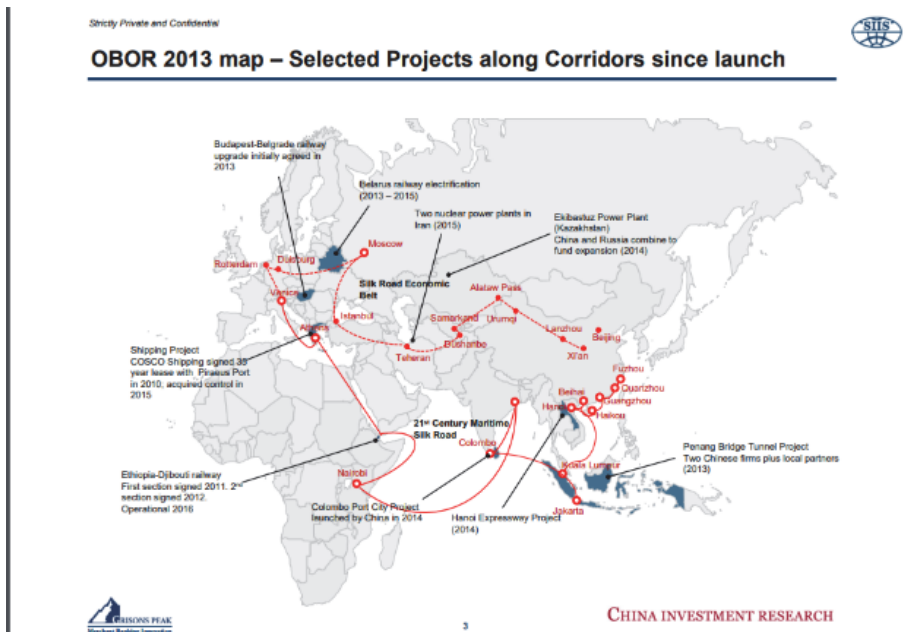 Strictly Private and Confidential
SIIS
OBOR 2013 map – Selected Projects along Corridors since launch
Budapest-Belgrade railway
upgrade initially agreed in
2013
Belarus railway electrification
(2013 – 2015)
Two nuclear power plants in
Iran (2015)
Ekibastuz Power Plant
(Kazakhstan)
China and Russia combine to
fund expansion (2014)
Moscow
Rotterdam
Duisburg
Venice
Silk Road Economic
Belt
Alataw Pass
Istanbul
Samarkand
Urumqi
Lanzhou
Beijing
Athens
Dushanbe
Teheran
Xi'an
Shipping Project
COSCO Shipping signed 35
year lease with Piraeus Port
in 2010; acquired control in
2015
Fuzhou
Beihai
Quanzhou
Hanoi
Guangzhou
Haikou
21st Century Maritime
Silk Road
Colombo
Penang Bridge Tunnel Project
Two Chinese firms plus local partners
(2013)
Kuala Lumpur
Ethiopia-Djibouti railway
First section signed 2011. 2nd
section signed 2012.
Operational 2016
Nairobi
Colombo Port City Project
launched by China in 2014
Hanoi Expressway Project
(2014)
Jakarta
GRISONS PEAK
Merchant Banking Innovation
3
CHINA INVESTMENT RESEARCH